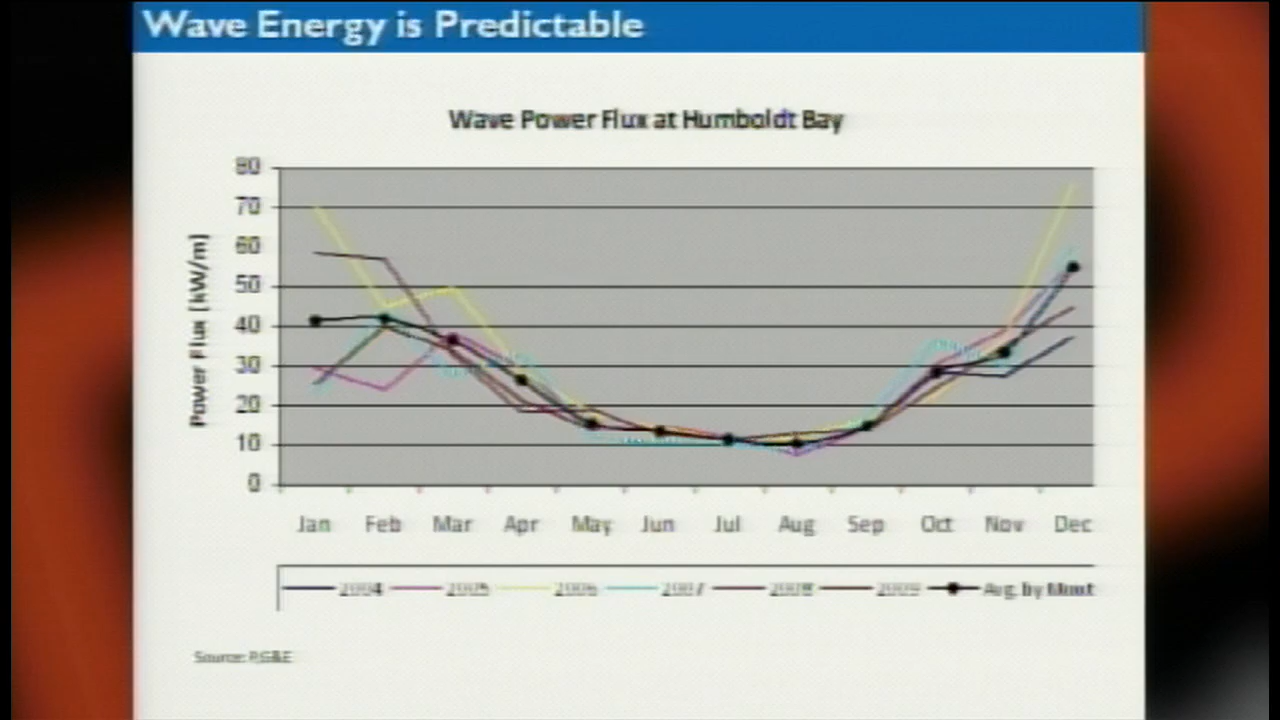 Wave Energy is Predictable
Wave Power Flux at Humboldt Bay
80
70
60
50
40
30
20
10
0
Power Flux (kW/m)
Jan Feb Mar Apr May Jun Jul Aug Sep Oct Nov Dec
2004 2005 2006 2007 2008 2009 Avg. by Mont
Source: PG&E